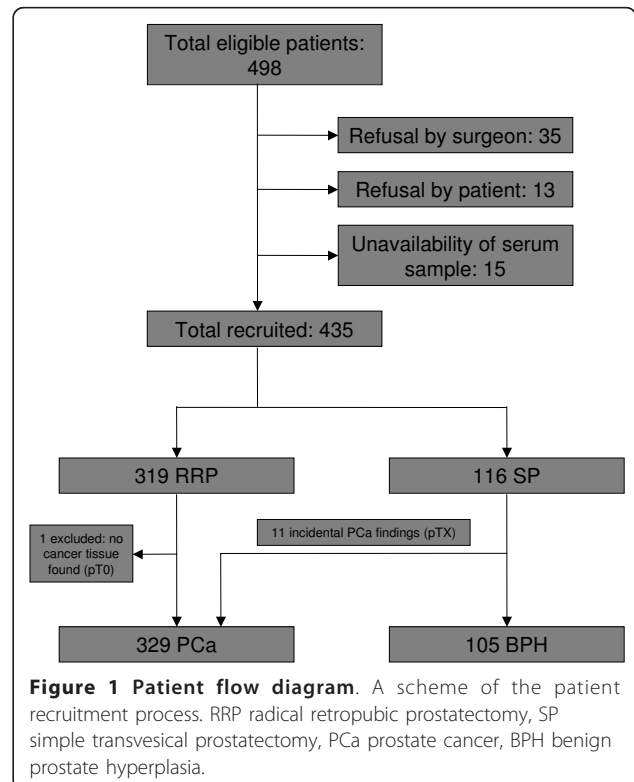 Total eligible patients:
498
Refusal by surgeon: 35
Refusal by patient: 13
Unavailability of serum
sample: 15
Total recruited: 435
319 RRP
116 SP
1 excluded: no
cancer tissue
found (pT0)
11 incidental PCa findings (pTX)
329 PCa
105 BPH
Figure 1 Patient flow diagram. A scheme of the patient
recruitment process. RRP radical retropubic prostatectomy, SP
simple transvesical prostatectomy, PCa prostate cancer, BPH benign
prostate hyperplasia.